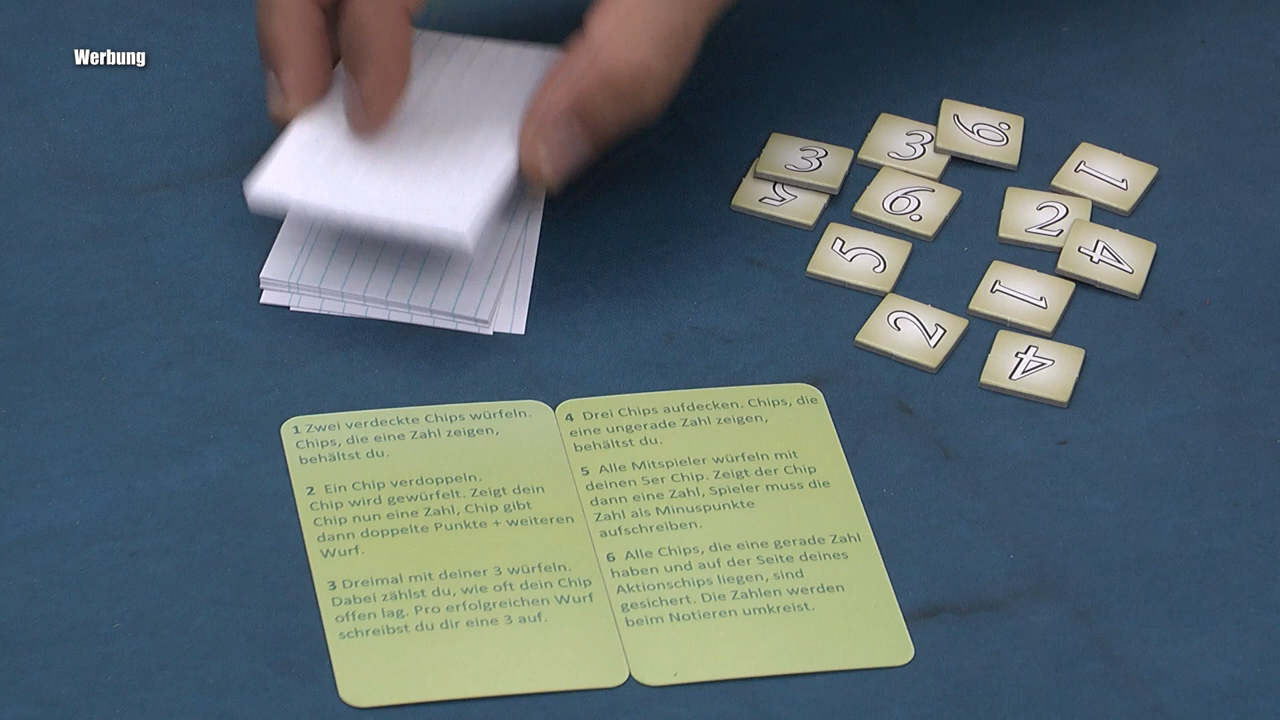 Werbung
3
3
6.
1
5
6.
2
4
5
1
2
4
1 Zwei verdeckte Chips würfeln.
Chips, die eine Zahl zeigen,
behältst du.
2 Ein Chip verdoppeln.
Chip wird gewürfelt. Zeigt dein
Chip nun eine Zahl, Chip gibt
dann doppelte Punkte + weiteren
Wurf.
3 Dreimal mit deiner 3 würfeln.
Dabei zählst du, wie oft dein Chip
offen lag. Pro erfolgreichen Wurf
schreibst du dir eine 3 auf.
4 Drei Chips aufdecken. Chips, die
eine ungerade Zahl zeigen,
behältst du.
5 Alle Mitspieler würfeln mit
deinen 5er Chip. Zeigt der Chip
dann eine Zahl, Spieler muss die
Zahl als Minuspunkte
aufschreiben.
6 Alle Chips, die eine gerade Zahl
haben und auf der Seite deines
Aktionschips liegen, sind
gesichert. Die Zahlen werden
beim Notieren umkreist.